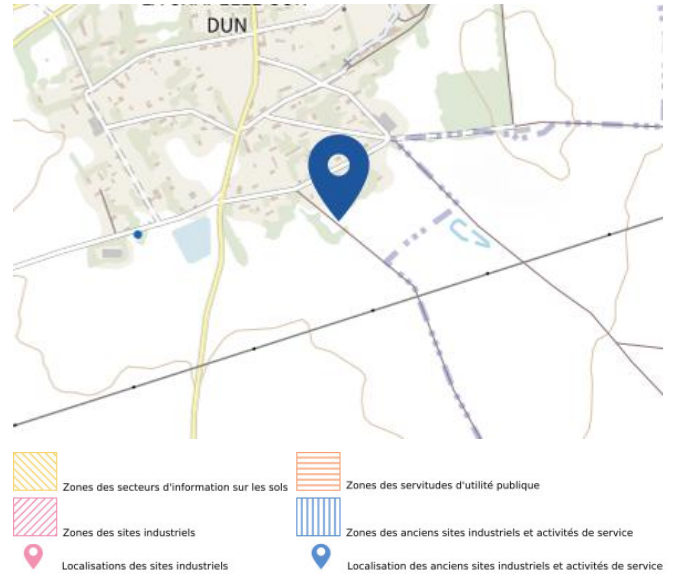 DUN
Zones des secteurs d'information sur les sols
Zones des servitudes d'utilité publique
Zones des sites industriels
Zones des anciens sites industriels et activités de service
Localisations des sites industriels
Localisation des anciens sites industriels et activités de service